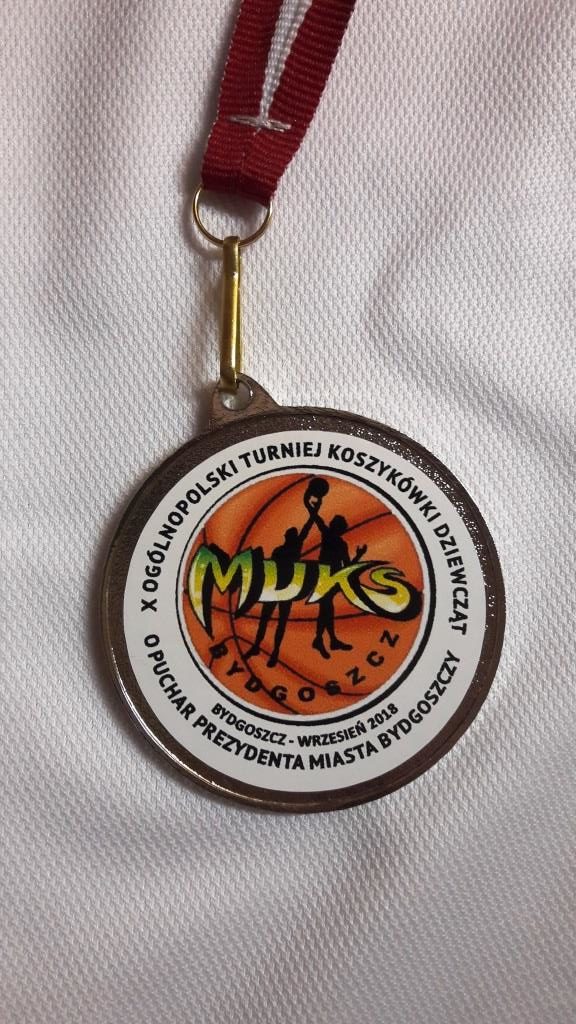 X OGÓLNOPOLSKI TURNIEJ KOSZYKÓWKI DZIEWCZĄT
MUKS
BYDGOSZCZ
BYDGOSZCZ - WRZESIEŃ 2018
O PUCHAR PREZYDENTA MIASTA BYDGOSZCZY